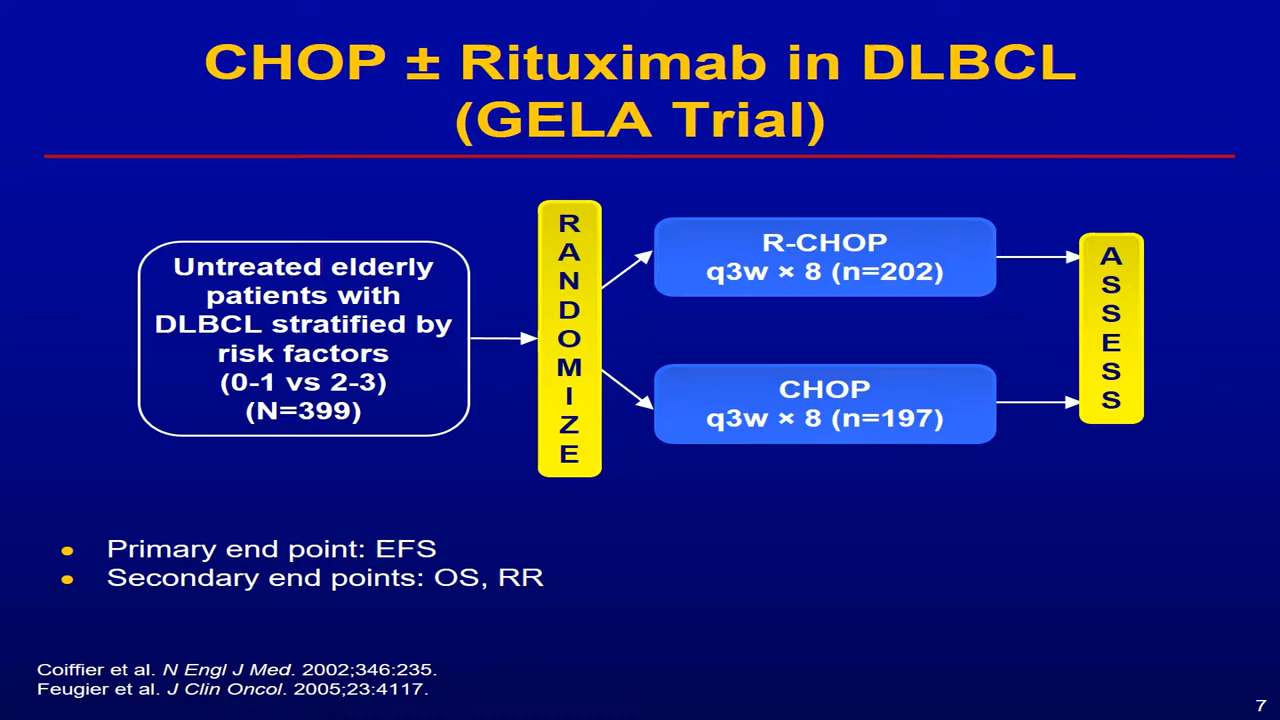 CHOP ± Rituximab in DLBCL
(GELA Trial)
Untreated elderly
patients with
DLBCL stratified by
risk factors
(0-1 vs 2-3)
(N=399)
RANDOMIZE
R-CHOP
q3w × 8 (n=202)
CHOP
q3w × 8 (n=197)
ASSESS
• Primary end point: EFS
• Secondary end points: OS, RR
Coiffier et al. N Engl J Med. 2002;346:235.
Feugier et al. J Clin Oncol. 2005;23:4117.
7